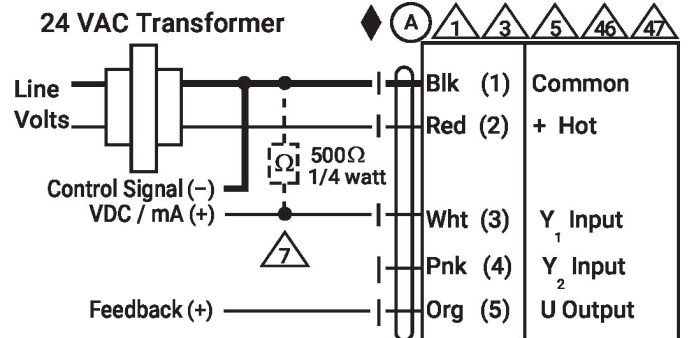 24 VAC Transformer
A 1 3 5 46 47
Line
Volts
Blk (1) Common
Red (2) + Hot
Ω 500Ω
1/4 watt
Control Signal (−)
VDC / mA (+)
Wht (3) Y1 Input
7
Pnk (4) Y2 Input
Feedback (+)
Org (5) U Output